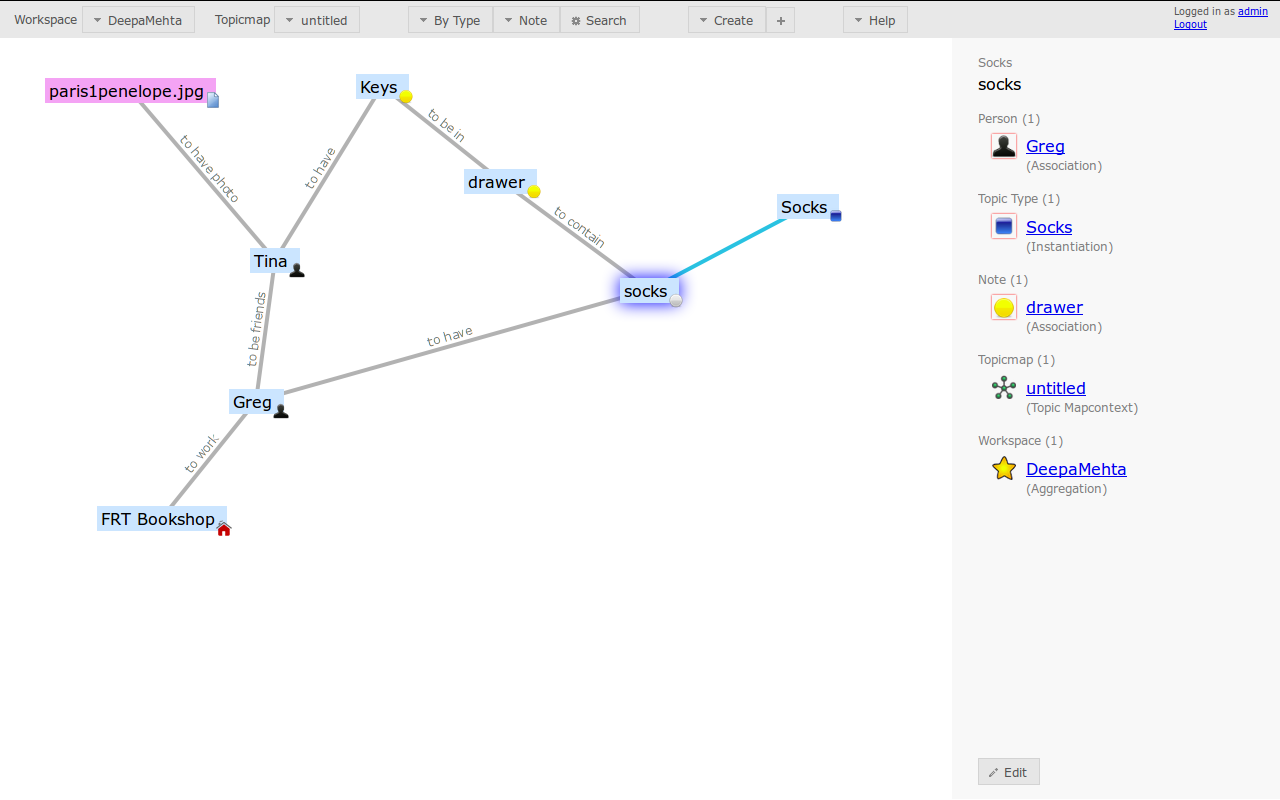 Workspace DeepaMehta Topicmap untitled By Type Note Search Create + Help Logged in as admin
Logout
paris1penelope.jpg
Keys
to be in
to have photo
to have
drawer
to contain
Socks
Tina
socks
to be friends
to have
Greg
to work
FRT Bookshop
Socks
socks
Person (1)
Greg
(Association)
Topic Type (1)
Socks
(Instantiation)
Note (1)
drawer
(Association)
Topicmap (1)
untitled
(Topic Mapcontext)
Workspace (1)
DeepaMehta
(Aggregation)
Edit